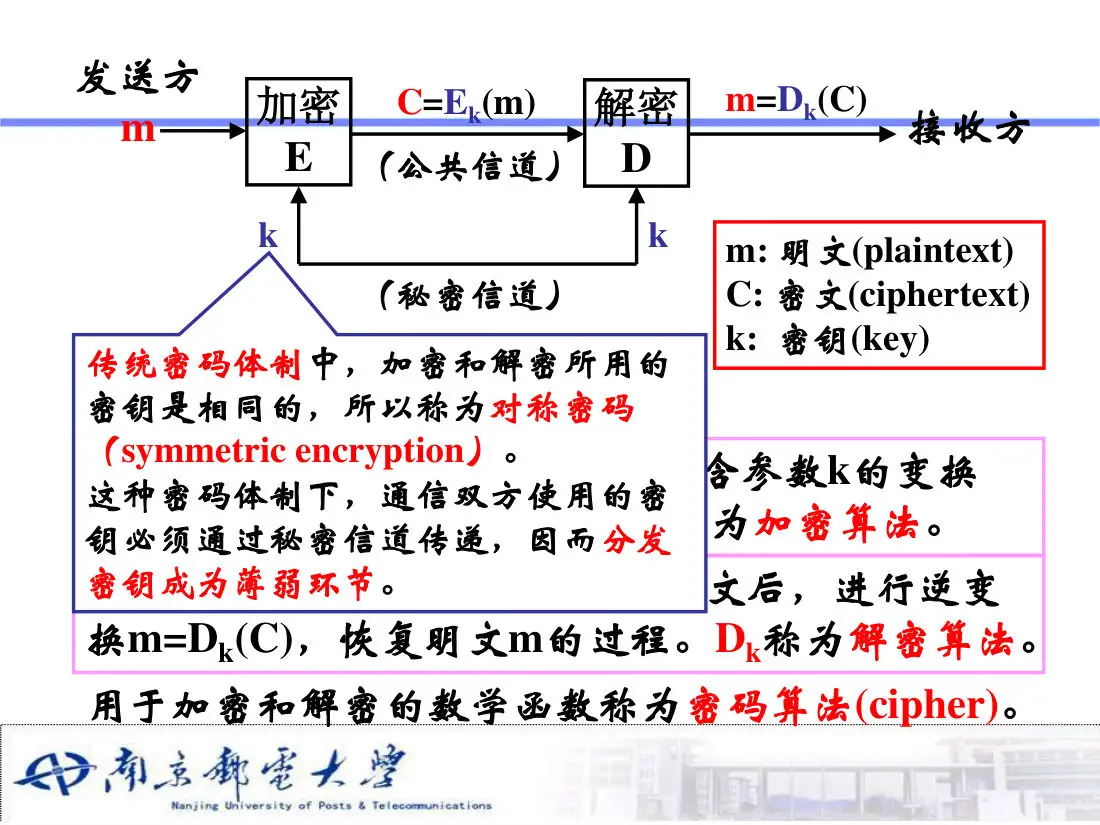 发送方
m
加密
E
C=Ek(m)
(公共信道)
解密
D
m=Dk(C)
接收方
k
k
(秘密信道)
m: 明文(plaintext)
C: 密文(ciphertext)
k: 密钥(key)
传统密码体制中，加密和解密所用的
密钥是相同的，所以称为对称密码
（symmetric encryption）。
这种密码体制下，通信双方使用的密
钥必须通过秘密信道传递，因而分发
密钥成为薄弱环节。
含参数k的变换
为加密算法。
文后，进行逆变
换m=Dk(C)，恢复明文m的过程。Dk称为解密算法。
用于加密和解密的数学函数称为密码算法(cipher)。
南京郵電大學
Nanjing University of Posts & Telecommunications